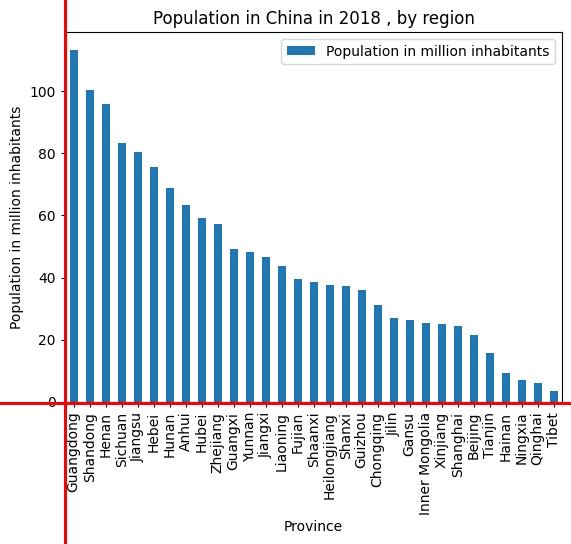 Population in China in 2018 , by region
Population in million inhabitants
Population in million inhabitants
100
80
60
40
20
0
Guangdong
Shandong
Henan
Sichuan
Jiangsu
Hebei
Hunan
Anhui
Hubei
Zhejiang
Guangxi
Yunnan
Jiangxi
Liaoning
Fujian
Shaanxi
Heilongjiang
Shanxi
Guizhou
Chongqing
Jilin
Gansu
Inner Mongolia
Xinjiang
Shanghai
Beijing
Tianjin
Hainan
Ningxia
Qinghai
Tibet
Province